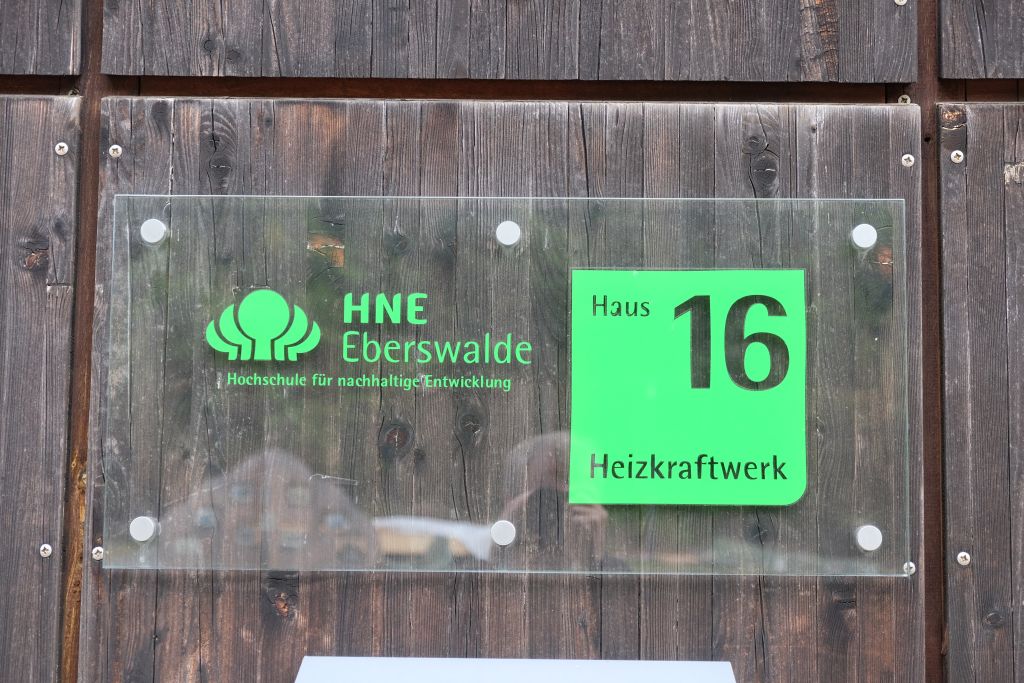 HNE
Eberswalde
Hochschule für nachhaltige Entwicklung
Haus 16
Heizkraftwerk